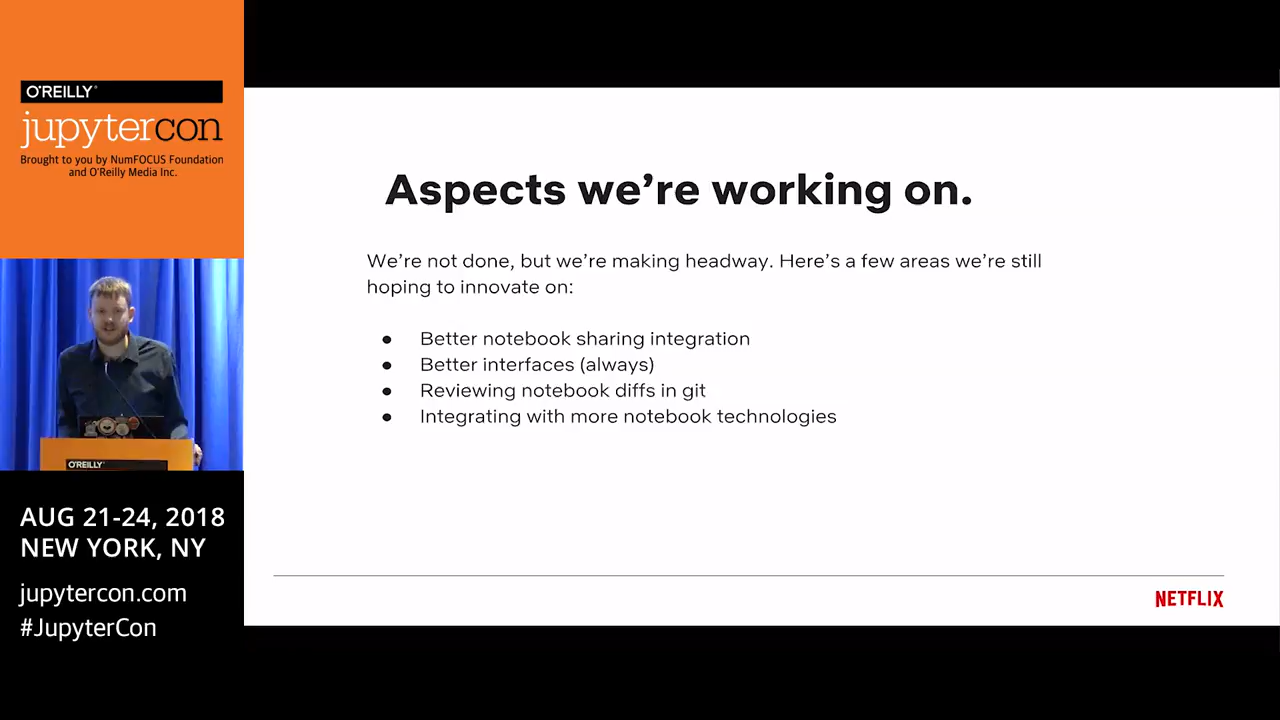 O'REILLY®
jupytercon
Brought to you by NumFOCUS Foundation
and O'Reilly Media Inc.
Aspects we're working on.
We're not done, but we're making headway. Here's a few areas we're still
hoping to innovate on:
● Better notebook sharing integration
● Better interfaces (always)
● Reviewing notebook diffs in git
● Integrating with more notebook technologies
O'REILLY
AUG 21-24, 2018
NEW YORK, NY
jupytercon.com
#JupyterCon
NETFLIX